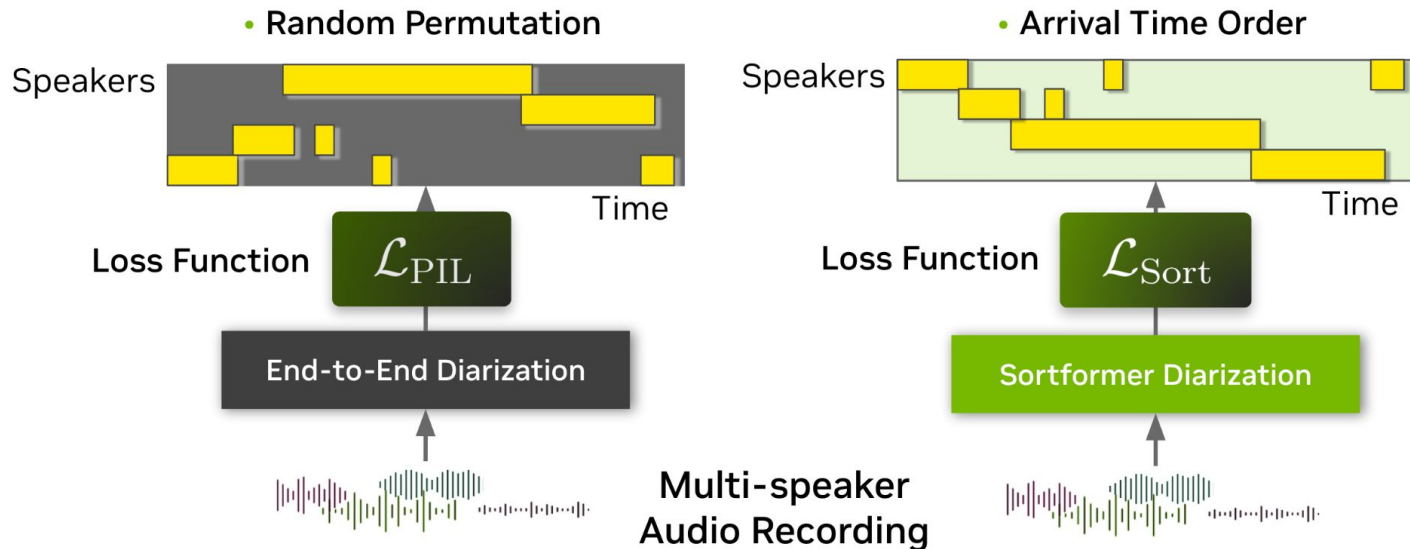 • Random Permutation
Speakers
Time
Loss Function
ℒPIL
End-to-End Diarization
• Arrival Time Order
Speakers
Time
Loss Function
ℒSort
Sortformer Diarization
Multi-speaker
Audio Recording